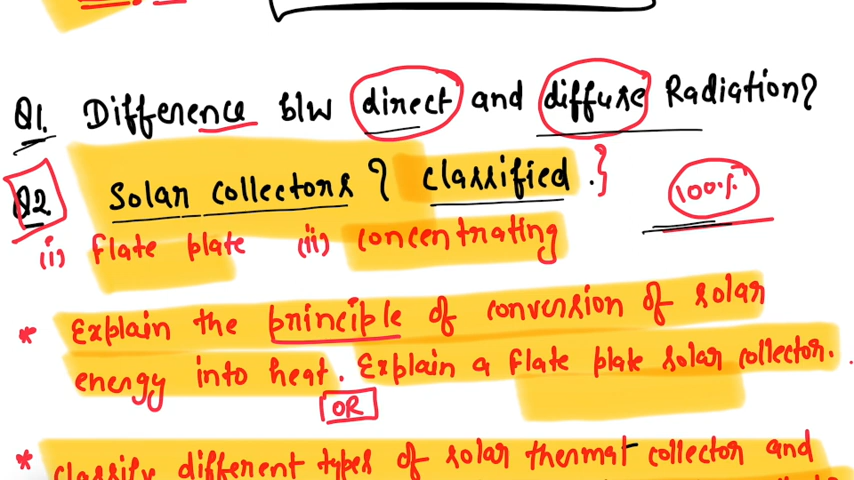 Q1. Difference b/w direct and diffuse Radiation?
Q2 Solar collectors ? classified . }
100%
(i) flate plate (ii) concentrating
* Explain the principle of conversion of solar
energy into heat. Explain a flate plate solar collector.
OR
* classify different types of solar thermal collector and